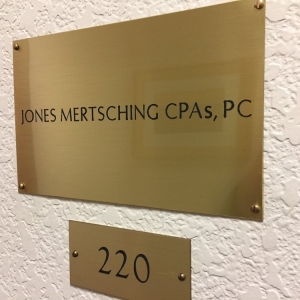 JONES MERTSCHING CPAs, PC
220